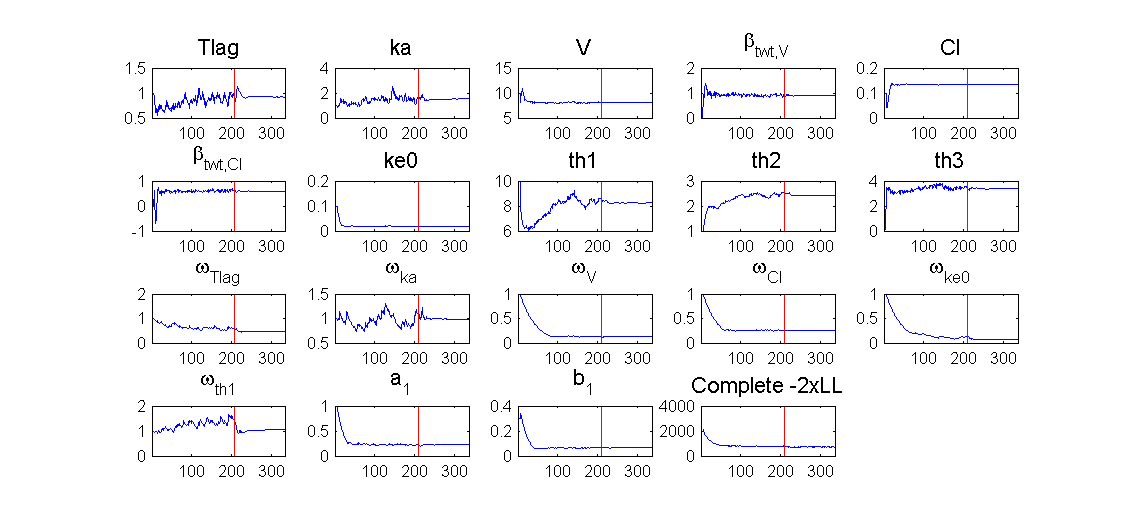 Tlag ka V β_twt,V Cl
1.5 4 15 2 0.2
1 2 10 1 0.1
0.5 0 5 0 0
100 200 300 100 200 300 100 200 300 100 200 300 100 200 300
β_twt,Cl ke0 th1 th2 th3
1 0.2 10 3 4
0 0.1 8 2 2
-1 0 6 1 0
100 200 300 100 200 300 100 200 300 100 200 300 100 200 300
ω_Tlag ω_ka ω_V ω_Cl ω_ke0
2 1.5 1 1 1
1 1 0.5 0.5 0.5
0 0.5 0 0 0
100 200 300 100 200 300 100 200 300 100 200 300 100 200 300
ω_th1 a_1 b_1 Complete -2xLL
2 1 0.4 4000
1 0.5 0.2 2000
0 0 0 0
100 200 300 100 200 300 100 200 300 100 200 300